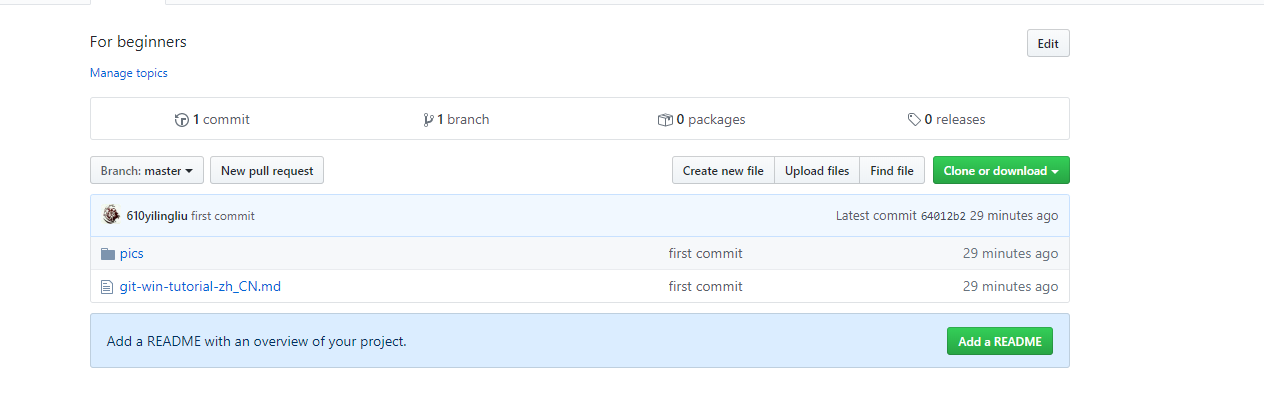 For beginners
Edit
Manage topics
1 commit
1 branch
0 packages
0 releases
Branch: master
New pull request
Create new file
Upload files
Find file
Clone or download
610yilingliu first commit
Latest commit 64012b2 29 minutes ago
pics
first commit
29 minutes ago
git-win-tutorial-zh_CN.md
first commit
29 minutes ago
Add a README with an overview of your project.
Add a README